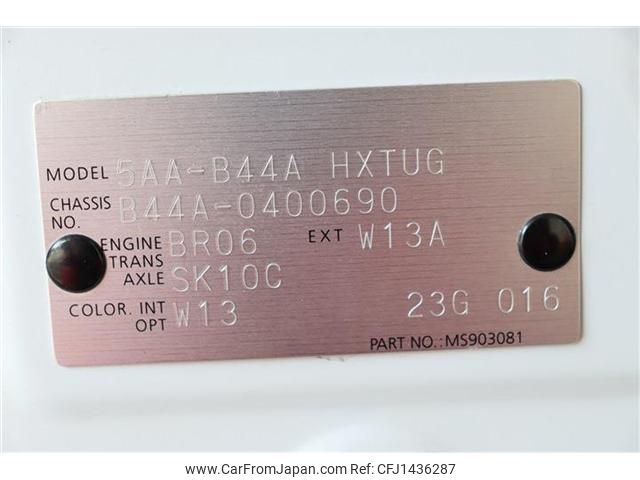 MODEL 5AA-B44A HXTUG
CHASSIS NO. B44A-0400690
ENGINE BR06 EXT W13A
TRANS AXLE SK10C
COLOR. INT W13 23G 016
OPT
PART NO.:MS903081
© www.CarFromJapan.com - CFJ1436287